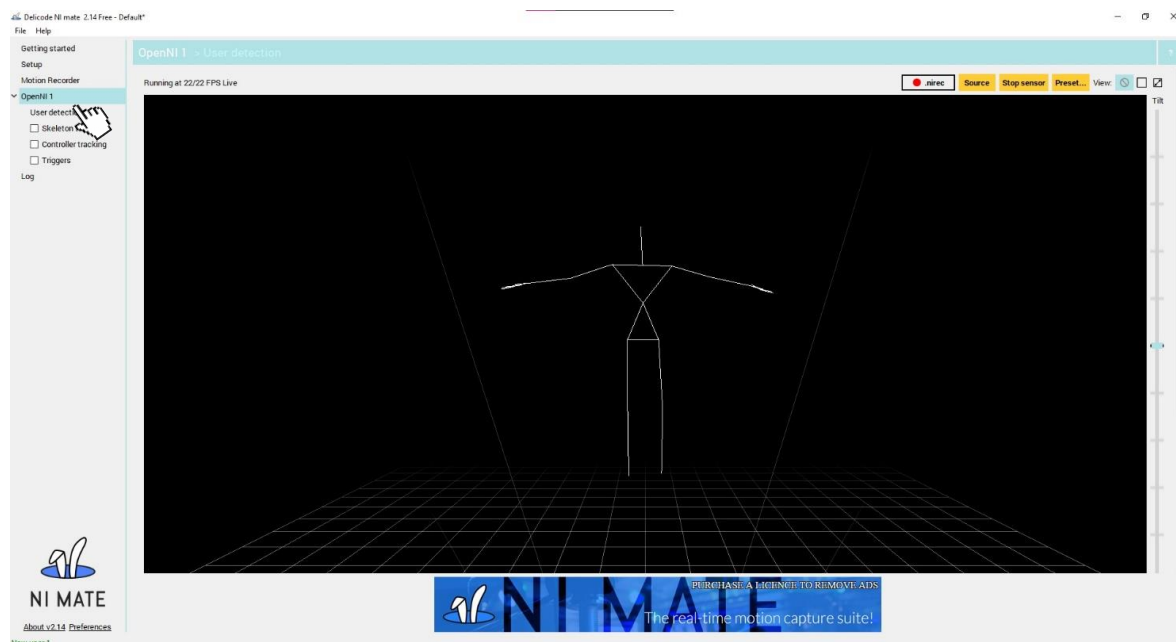 Delicode NI mate 2.14 Free - Default*
File Help
Getting started
Setup
Motion Recorder
OpenNI 1
User detection
Skeleton
Controller tracking
Triggers
Log
OpenNI 1 » User detection
Running at 22/22 FPS Live
.nirec Source Stop sensor Preset... View:
Tilt
NI MATE
About v2.14 Preferences
NI MATE
PURCHASE A LICENCE TO REMOVE ADS
The real-time motion capture suite!